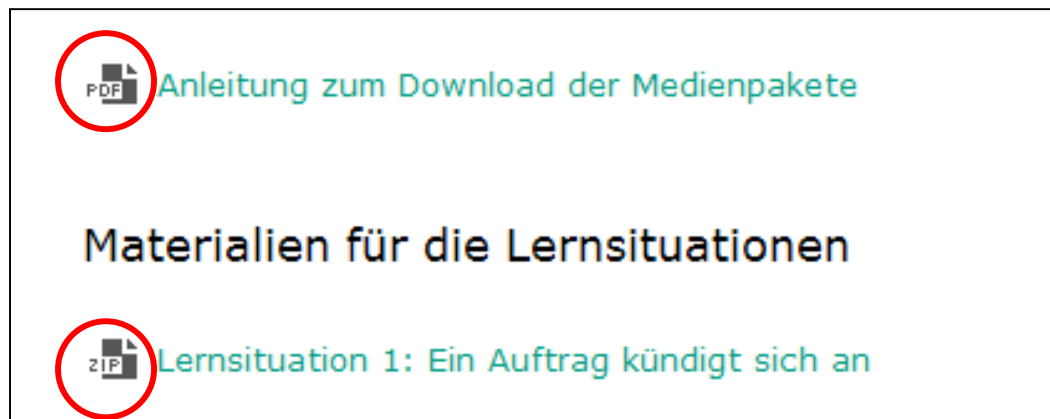 PDF Anleitung zum Download der Medienpakete
Materialien für die Lernsituationen
ZIP Lernsituation 1: Ein Auftrag kündigt sich an